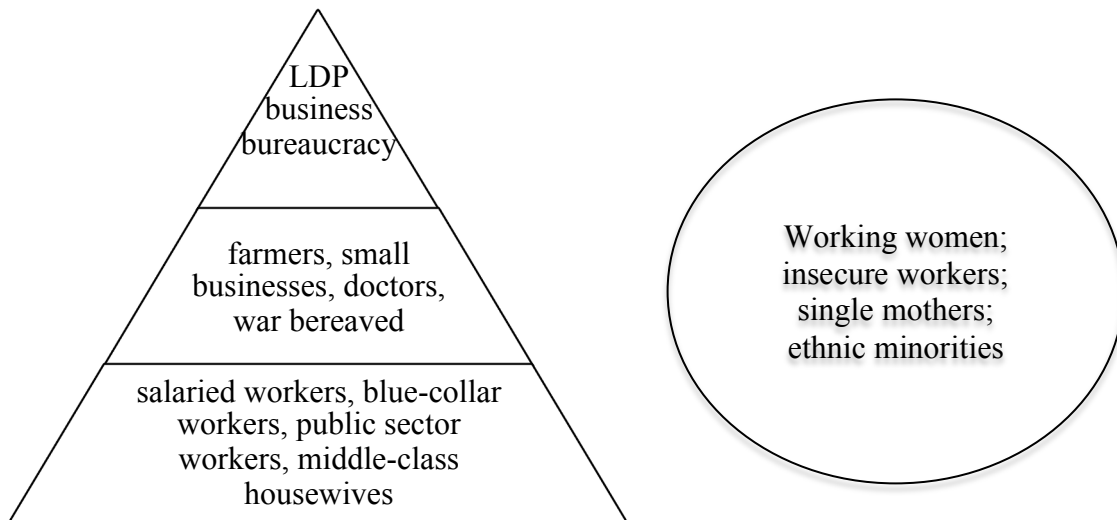 LDP
business
bureaucracy
farmers, small
businesses, doctors,
war bereaved
salaried workers, blue-collar
workers, public sector
workers, middle-class
housewives
Working women;
insecure workers;
single mothers;
ethnic minorities